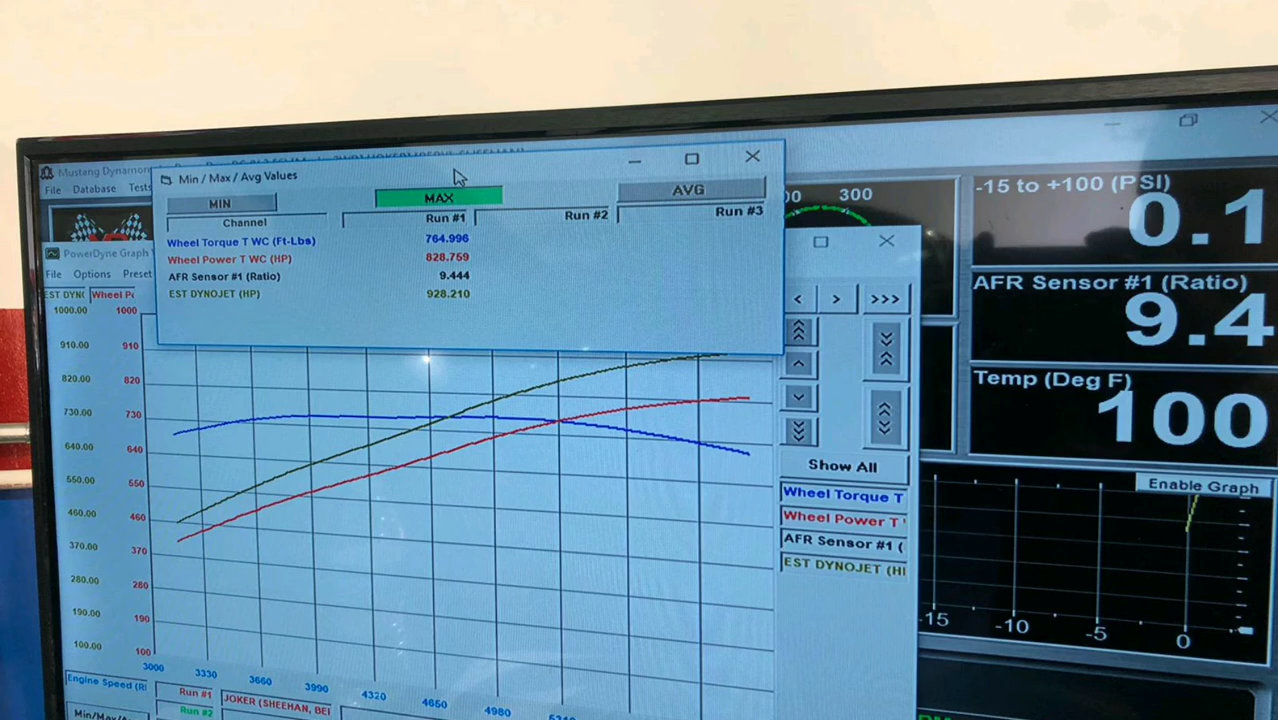 Mustang Dynamom
File Database Tests
Min / Max / Avg Values
MIN MAX AVG
Channel Run #1 Run #2 Run #3
Wheel Torque T WC (Ft-Lbs) 764.996
Wheel Power T WC (HP) 828.759
AFR Sensor #1 (Ratio) 9.444
EST DYNOJET (HP) 928.210
PowerDyne Graph
File Options Preset
EST DYN Wheel P
1000.00 1000
910.00 910
820.00 820
730.00 730
640.00 640
550.00 550
460.00 460
370.00 370
280.00 280
190.00 190
100.00 100
3000 3330 3660 3990 4320 4650 4980 5310
Engine Speed (R
Run #1 JOKER (SHEEHAN, BE
Run #2
Min/Max/A
< > >>>
Show All
Wheel Torque T
Wheel Power T
AFR Sensor #1 (
EST DYNOJET (H
00 300
-15 to +100 (PSI)
0.1
AFR Sensor #1 (Ratio)
9.4
Temp (Deg F)
100
Enable Graph
-15 -10 -5 0